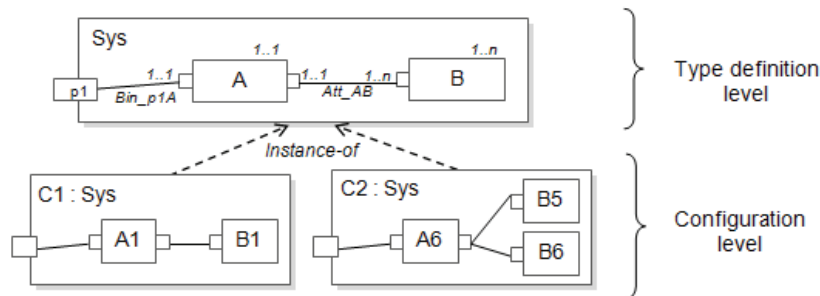 Sys
1..1
1..n
1..1
A
1..1
1..n
B
p1
Bin_p1A
Att_AB
Type definition
level
Instance-of
C1 : Sys
A1
B1
C2 : Sys
A6
B5
B6
Configuration
level